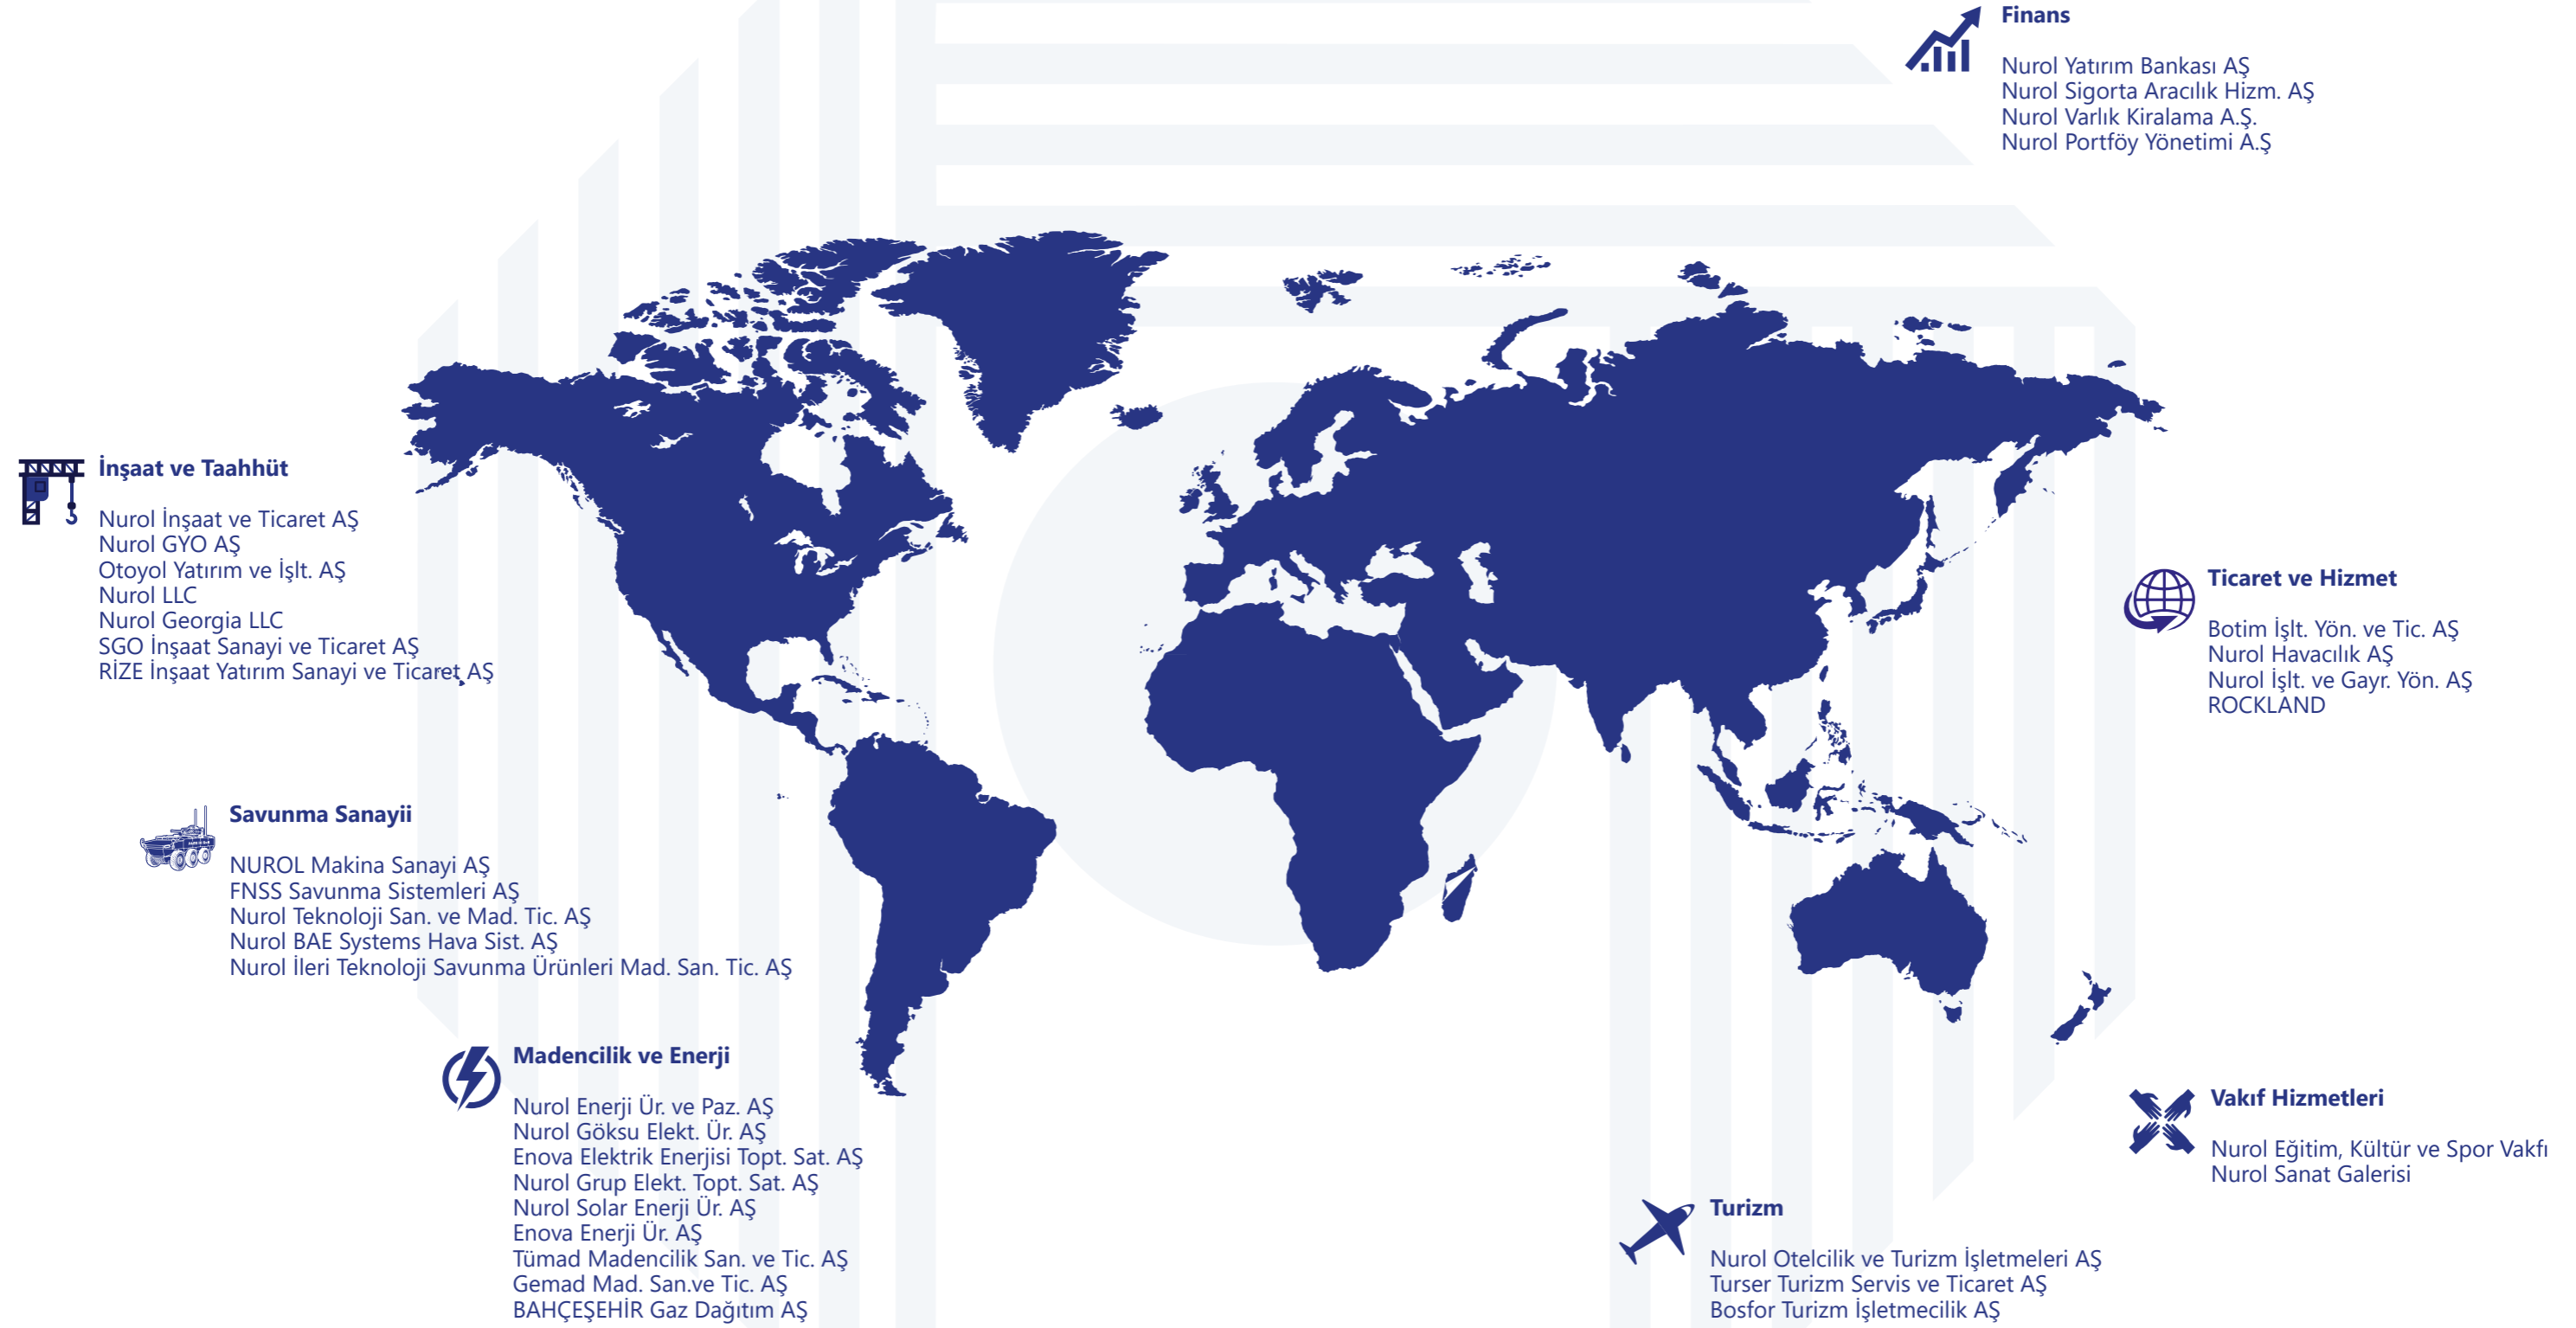 Finans
Nurol Yatırım Bankası AŞ
Nurol Sigorta Aracılık Hizm. AŞ
Nurol Varlık Kiralama A.Ş.
Nurol Portföy Yönetimi A.Ş
İnşaat ve Taahhüt
Nurol İnşaat ve Ticaret AŞ
Nurol GYO AŞ
Otoyol Yatırım ve İşlt. AŞ
Nurol LLC
Nurol Georgia LLC
SGO İnşaat Sanayi ve Ticaret AŞ
RİZE İnşaat Yatırım Sanayi ve Ticaret AŞ
Ticaret ve Hizmet
Botim İşlt. Yön. ve Tic. AŞ
Nurol Havacılık AŞ
Nurol İşlt. ve Gayr. Yön. AŞ
ROCKLAND
Savunma Sanayii
NUROL Makina Sanayi AŞ
FNSS Savunma Sistemleri AŞ
Nurol Teknoloji San. ve Mad. Tic. AŞ
Nurol BAE Systems Hava Sist. AŞ
Nurol İleri Teknoloji Savunma Ürünleri Mad. San. Tic. AŞ
Madencilik ve Enerji
Nurol Enerji Ür. ve Paz. AŞ
Nurol Göksu Elekt. Ür. AŞ
Enova Elektrik Enerjisi Topt. Sat. AŞ
Nurol Grup Elekt. Topt. Sat. AŞ
Nurol Solar Enerji Ür. AŞ
Enova Enerji Ür. AŞ
Tümad Madencilik San. ve Tic. AŞ
Gemad Mad. San.ve Tic. AŞ
BAHÇEŞEHİR Gaz Dağıtım AŞ
Vakıf Hizmetleri
Nurol Eğitim, Kültür ve Spor Vakfı
Nurol Sanat Galerisi
Turizm
Nurol Otelcilik ve Turizm İşletmeleri AŞ
Turser Turizm Servis ve Ticaret AŞ
Bosfor Turizm İşletmecilik AŞ